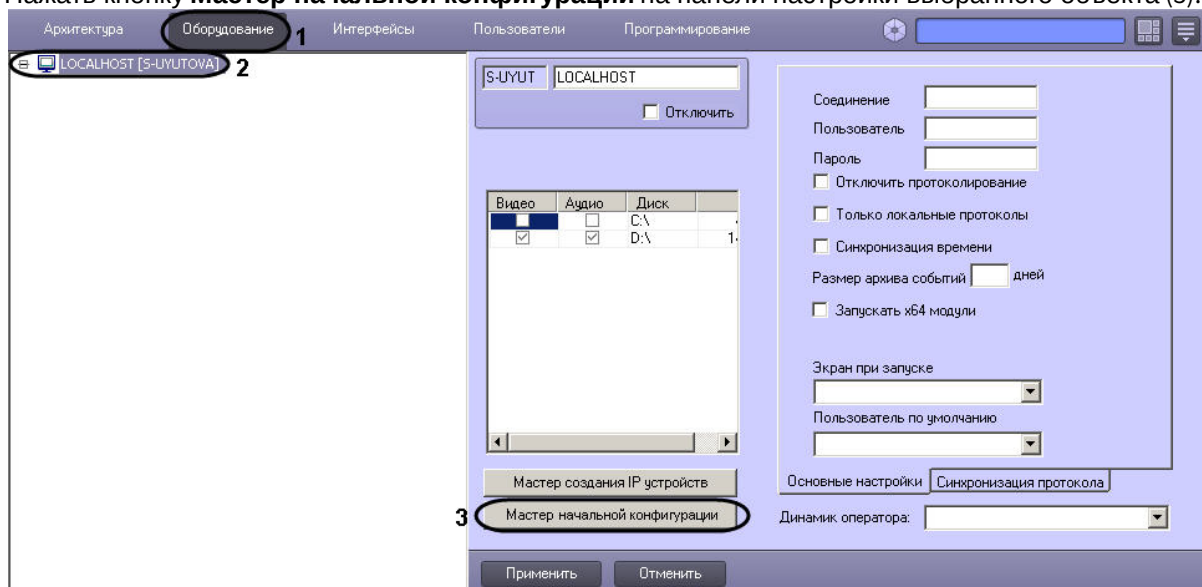 Нажать кнопку Мастер начальной конфигурации на панели настройки выбранного объекта (3).
Архитектура Оборудование 1 Интерфейсы Пользователи Программирование
LOCALHOST [S-UYUTOVA] 2
S-UYUT LOCALHOST
Отключить
Видео Аудио Диск
C:\
D:\ 1
Мастер создания IP устройств
3 Мастер начальной конфигурации
Соединение
Пользователь
Пароль
Отключить протоколирование
Только локальные протоколы
Синхронизация времени
Размер архива событий дней
Запускать x64 модули
Экран при запуске
Пользователь по умолчанию
Основные настройки Синхронизация протокола
Динамик оператора:
Применить Отменить